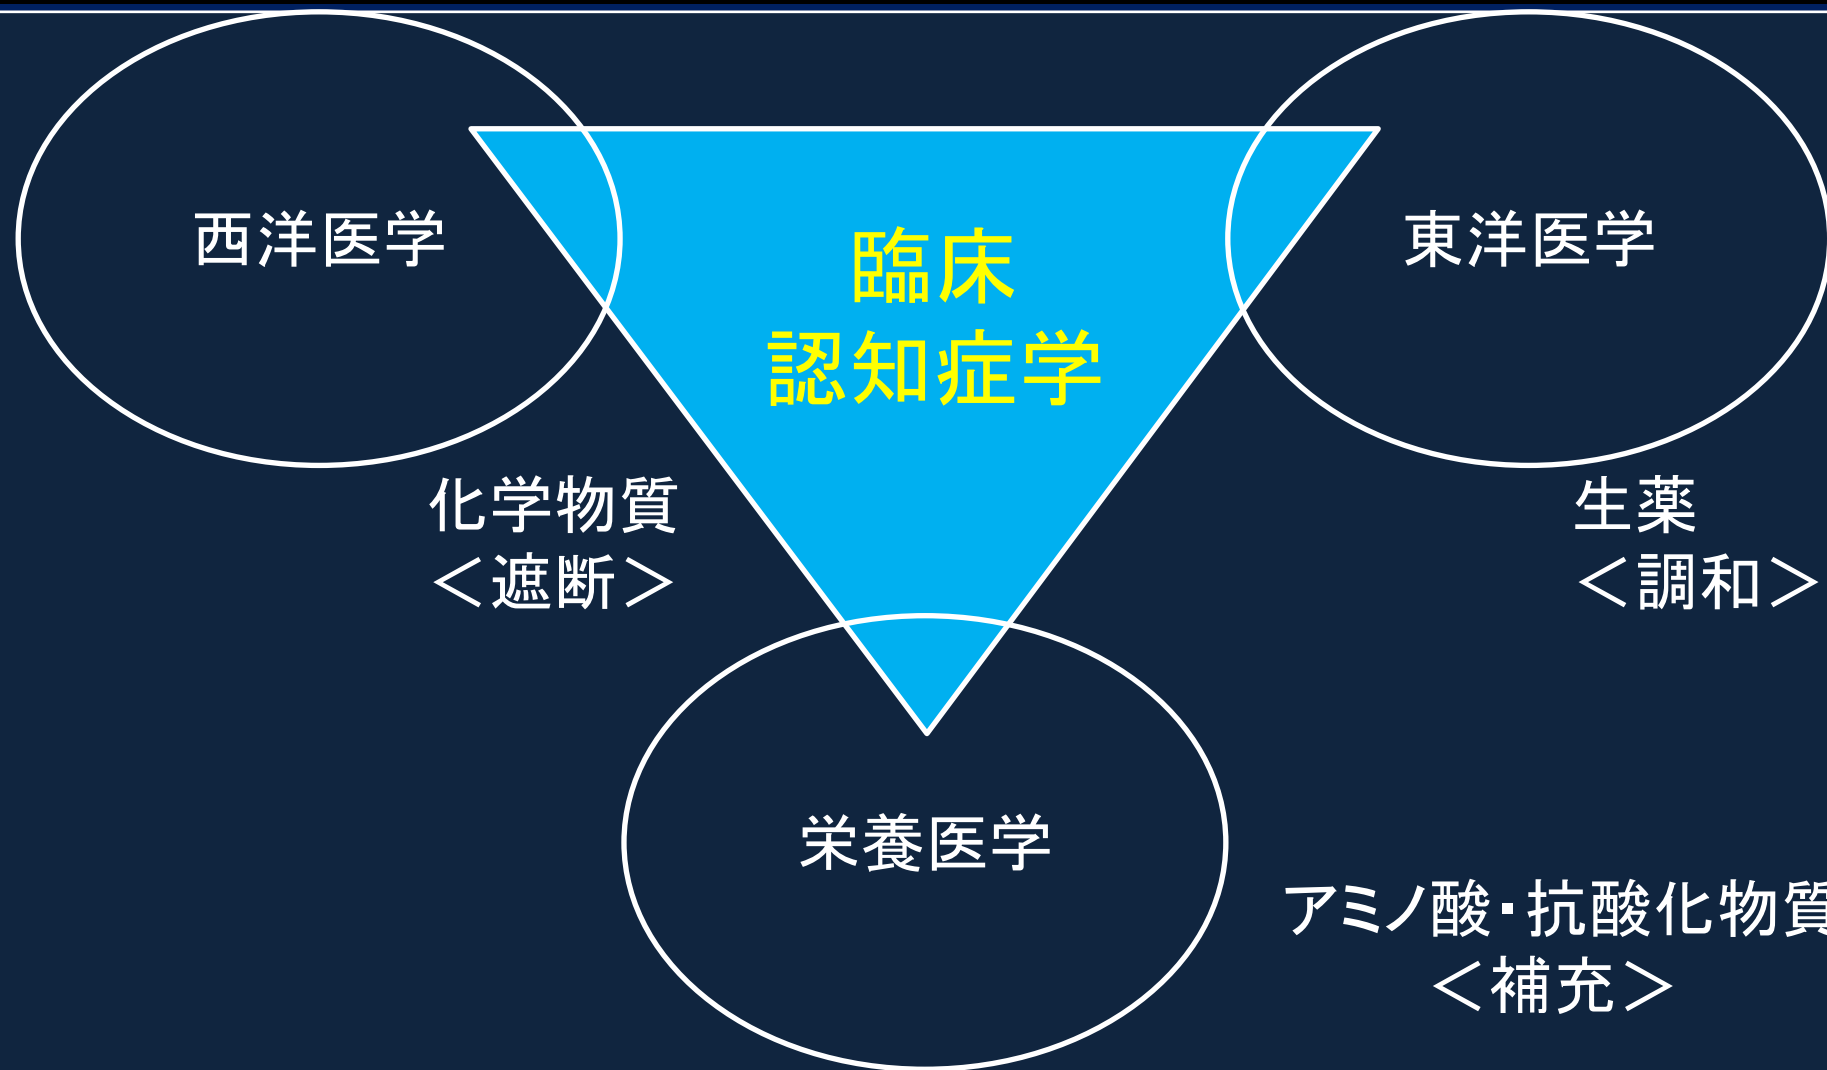 西洋医学
東洋医学
臨床
認知症学
化学物質
＜遮断＞
生薬
＜調和＞
栄養医学
アミノ酸・抗酸化物質
＜補充＞